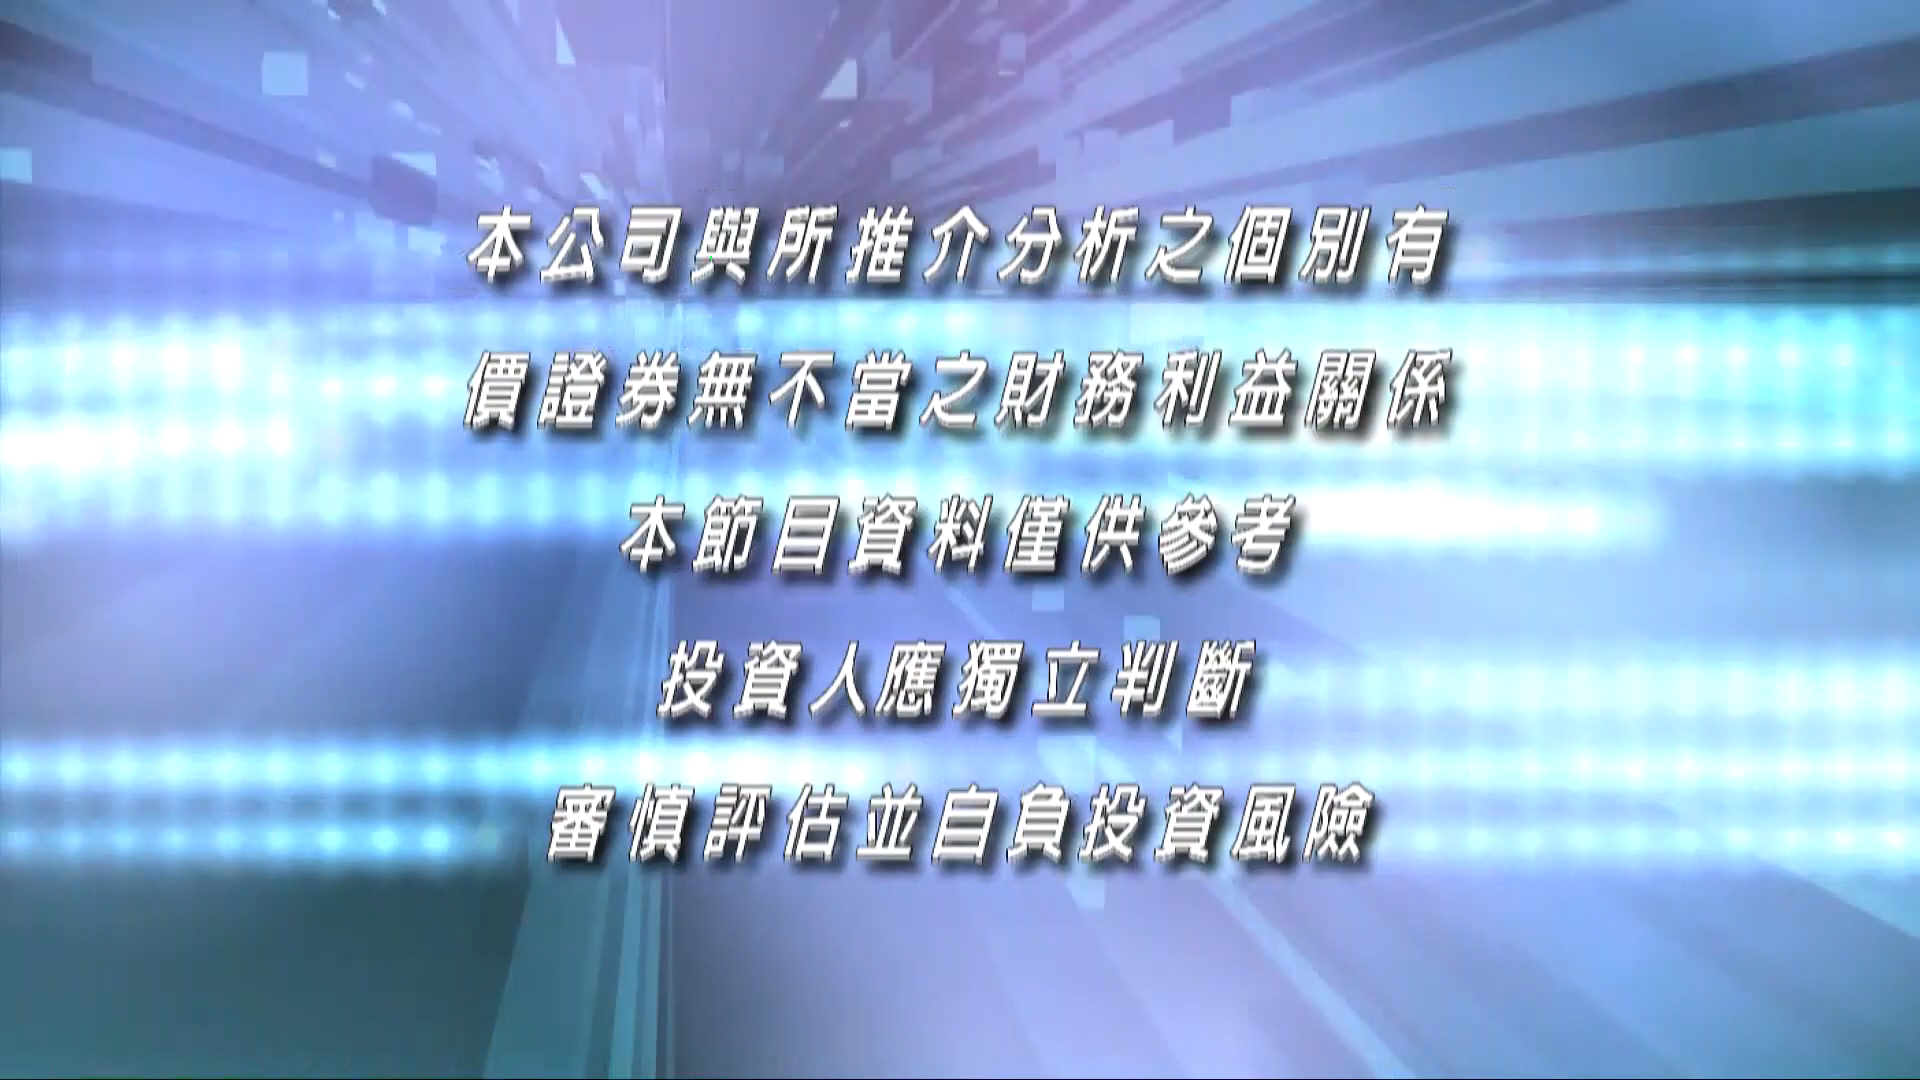 本公司與所推介分析之個別有
價證券無不當之財務利益關係
本節目資料僅供參考
投資人應獨立判斷
審慎評估並自負投資風險